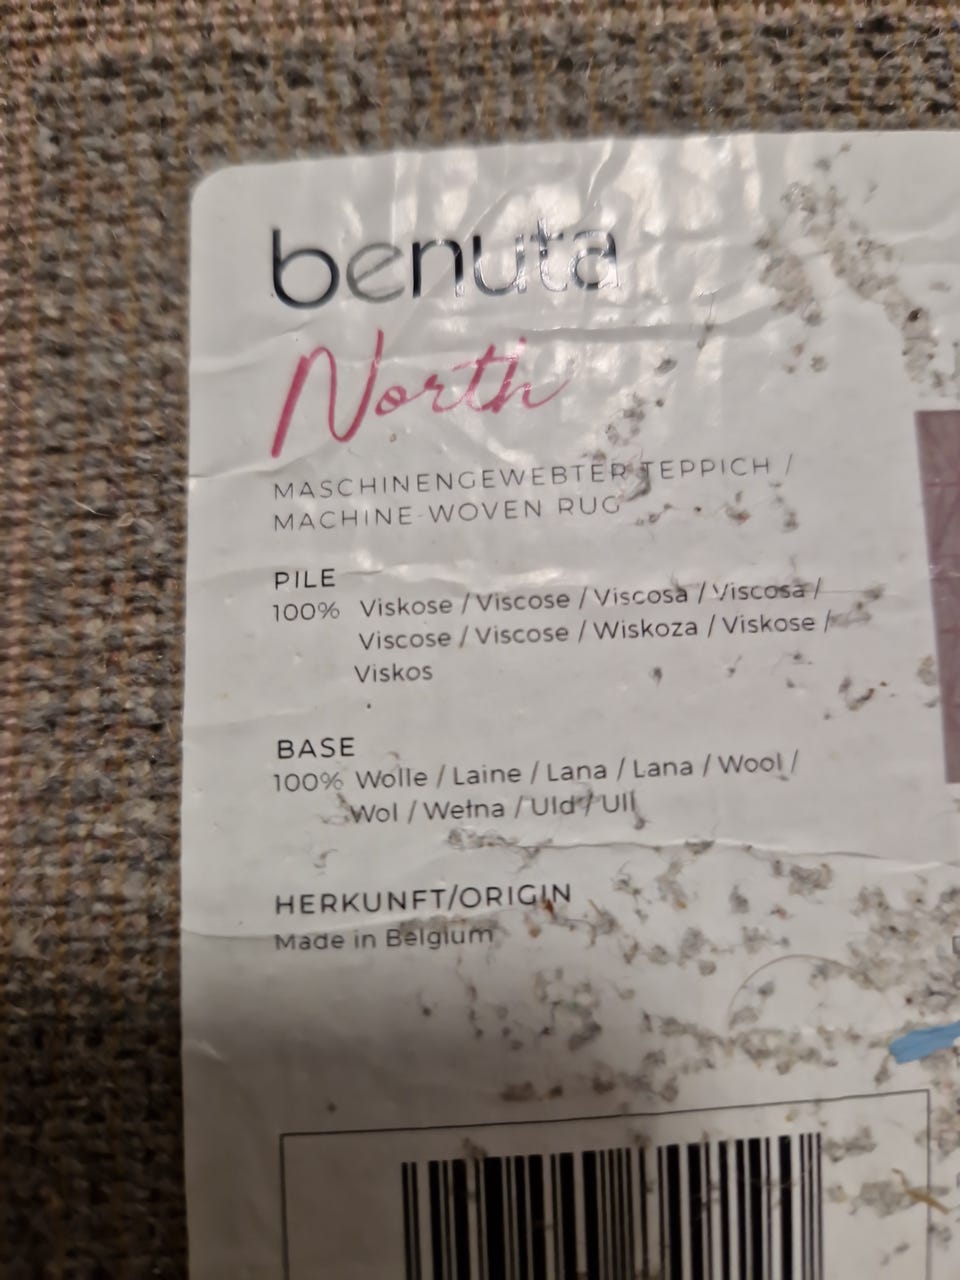 benuta
North
MASCHINENGEWEBTER TEPPICH /
MACHINE-WOVEN RUG
PILE
100% Viskose / Viscose / Viscosa / Viscosa /
Viscose / Viscose / Wiskoza / Viskose /
Viskos
BASE
100% Wolle / Laine / Lana / Lana / Wool /
Wol / Wełna / Uld / Ull
HERKUNFT/ORIGIN
Made in Belgium